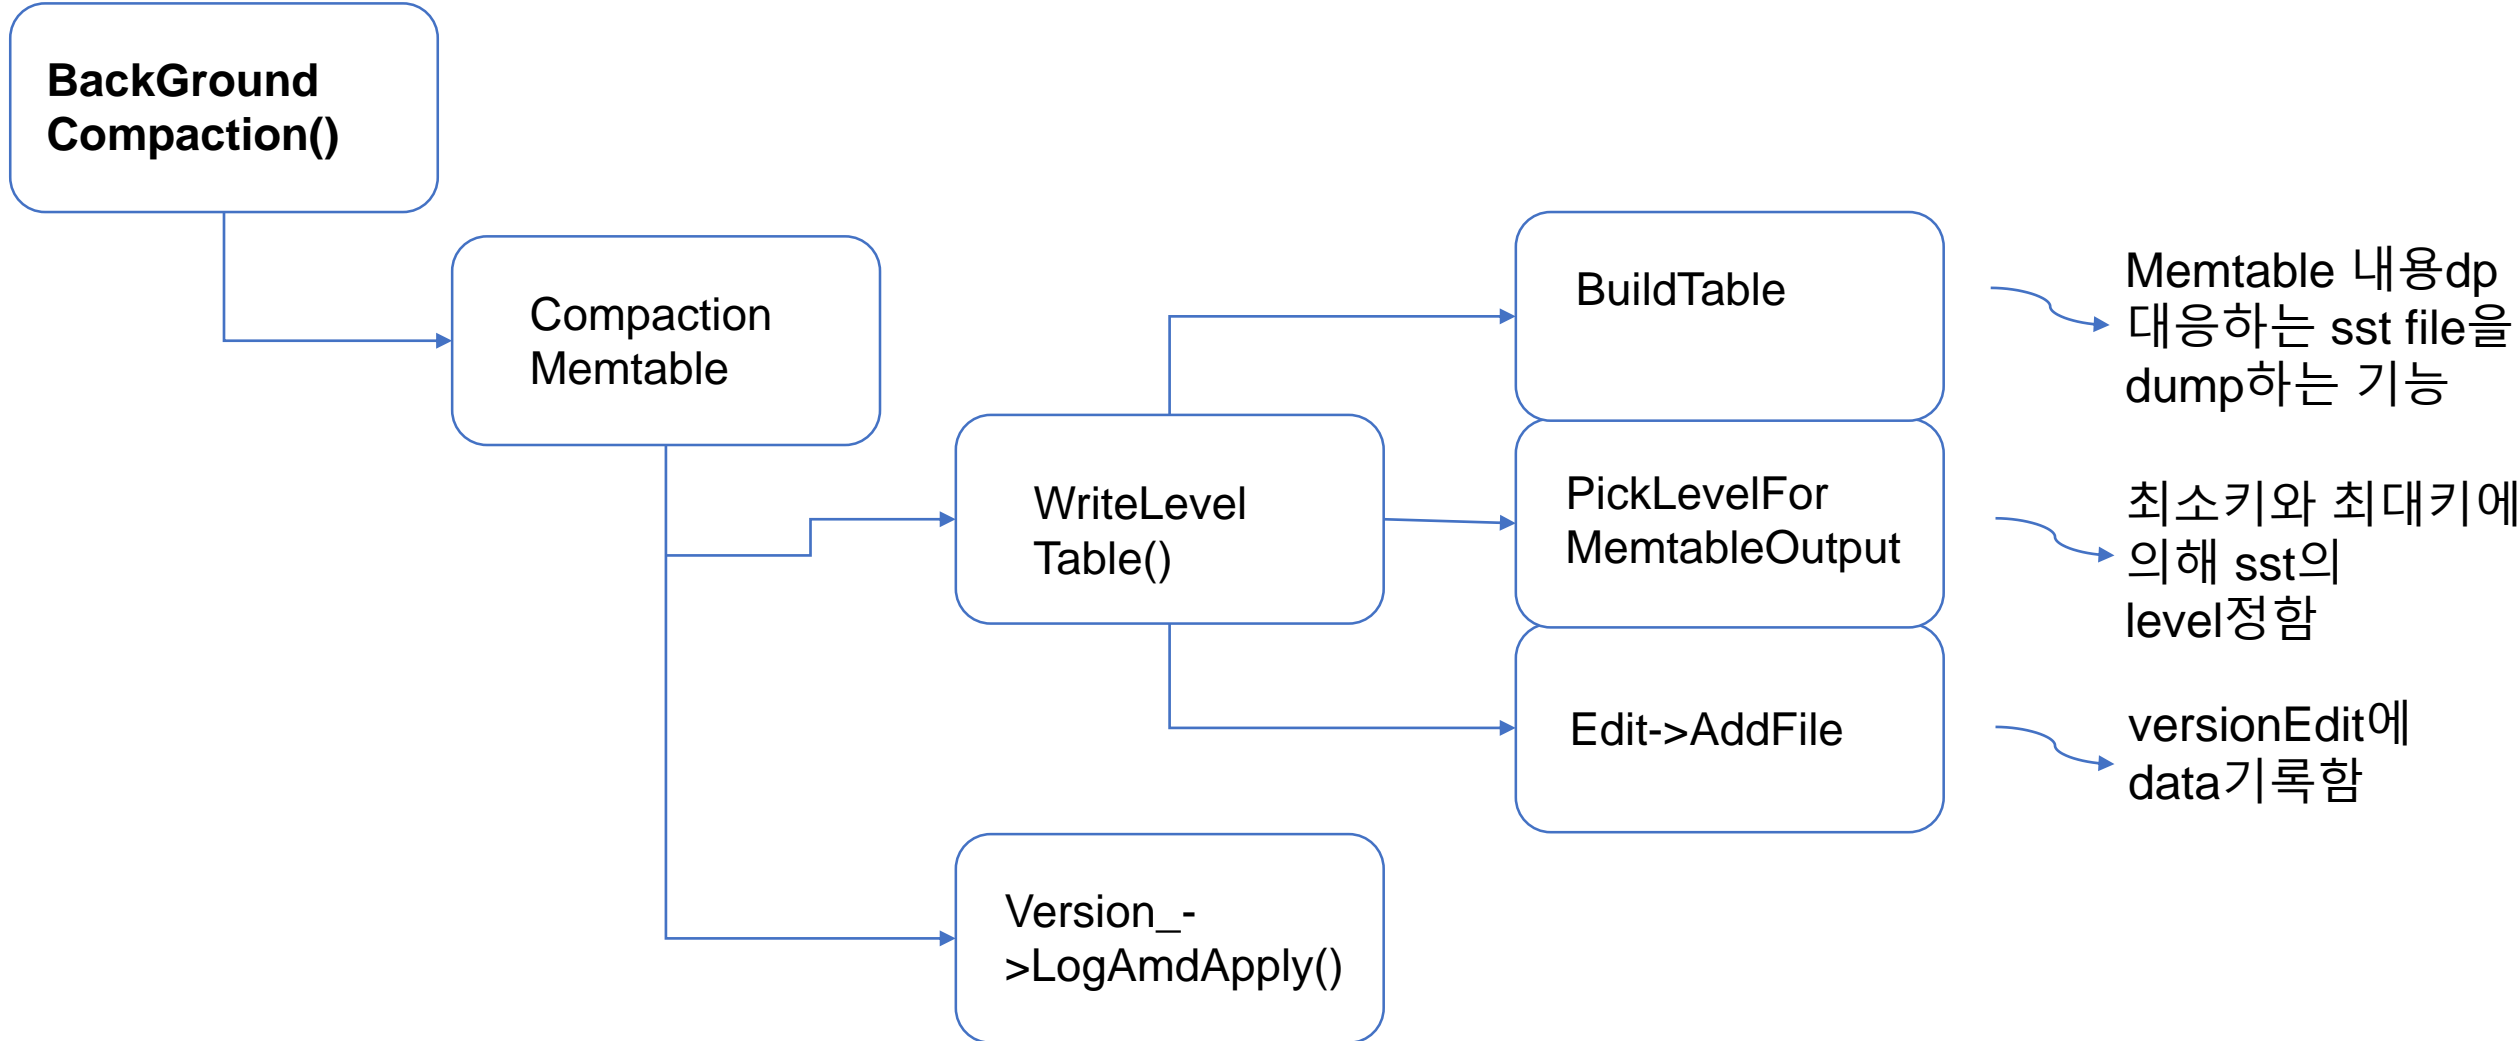 BackGround
Compaction()
Compaction
Memtable
WriteLevel
Table()
Version_-
>LogAmdApply()
BuildTable
PickLevelFor
MemtableOutput
Edit->AddFile
Memtable 내용dp
대응하는 sst file을
dump하는 기능
최소키와 최대키에
의해 sst의
level정함
versionEdit에
data기록함